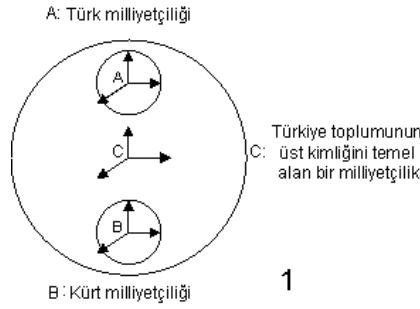 A: Türk milliyetçiliği
A
C
C: Türkiye toplumunun
üst kimliğini temel
alan bir milliyetçilik
B
B: Kürt milliyetçiliği
1